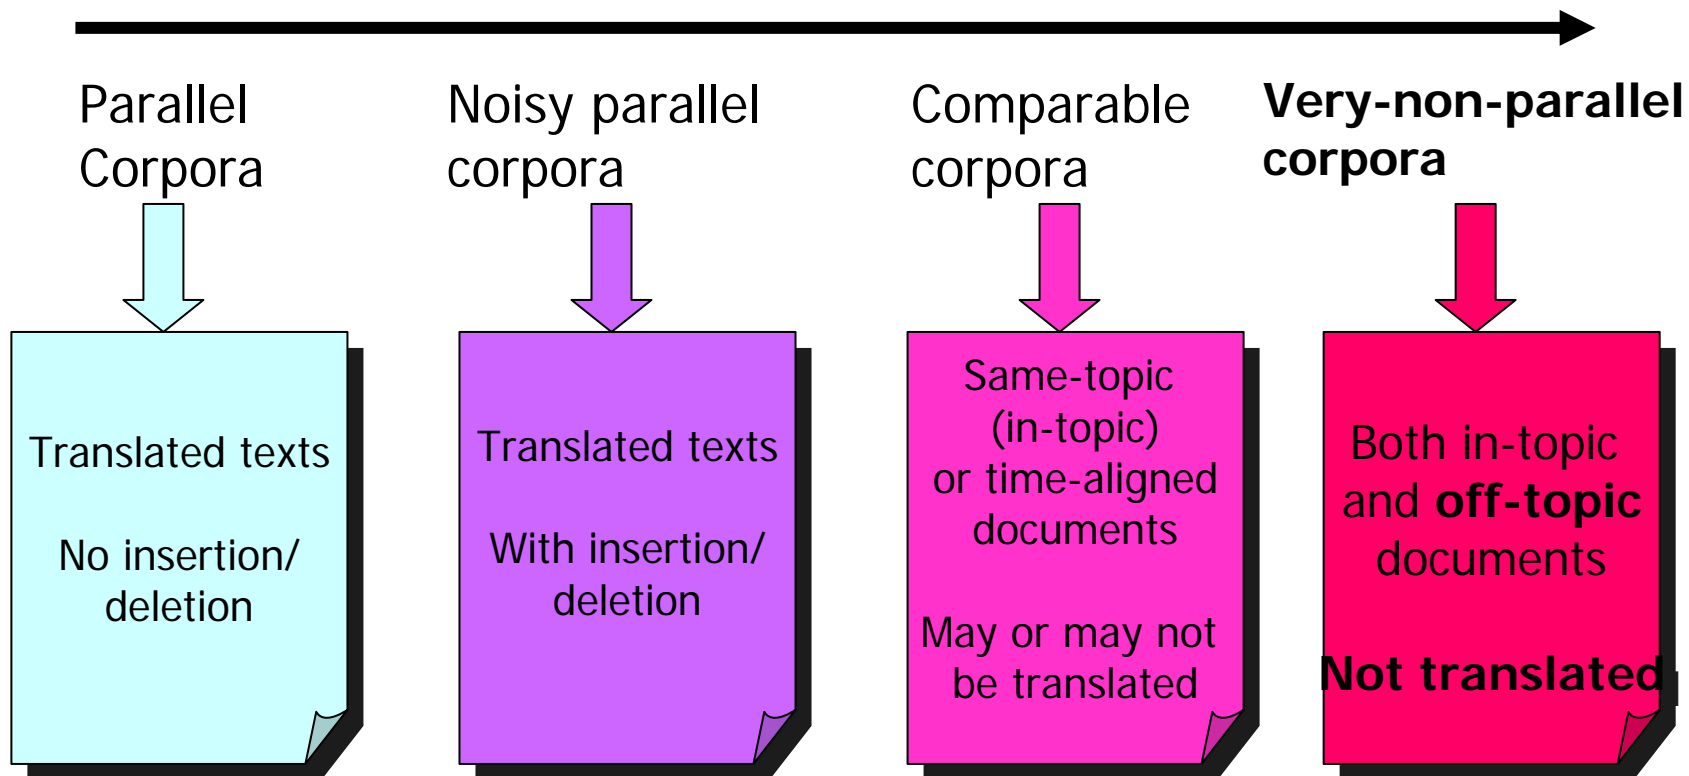 Parallel
Corpora
Noisy parallel
corpora
Comparable
corpora
Very-non-parallel
corpora
Translated texts
No insertion/
deletion
Translated texts
With insertion/
deletion
Same-topic
(in-topic)
or time-aligned
documents
May or may not
be translated
Both in-topic
and off-topic
documents
Not translated